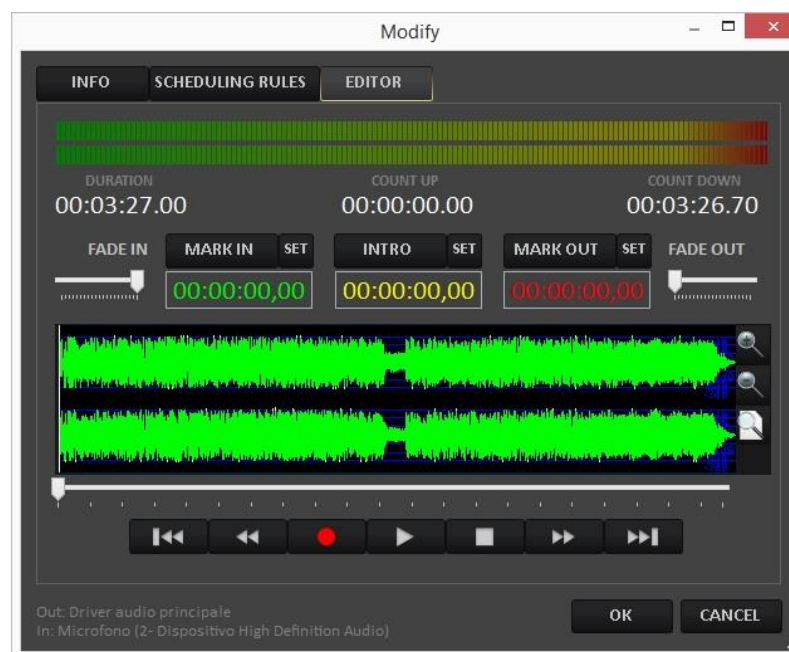 Modify
INFO SCHEDULING RULES EDITOR
DURATION COUNT UP COUNT DOWN
00:03:27.00 00:00:00.00 00:03:26.70
FADE IN MARK IN SET INTRO SET MARK OUT SET FADE OUT
00:00:00,00 00:00:00,00 00:00:00,00
Out: Driver audio principale
In: Microfono (2- Dispositivo High Definition Audio)
OK CANCEL